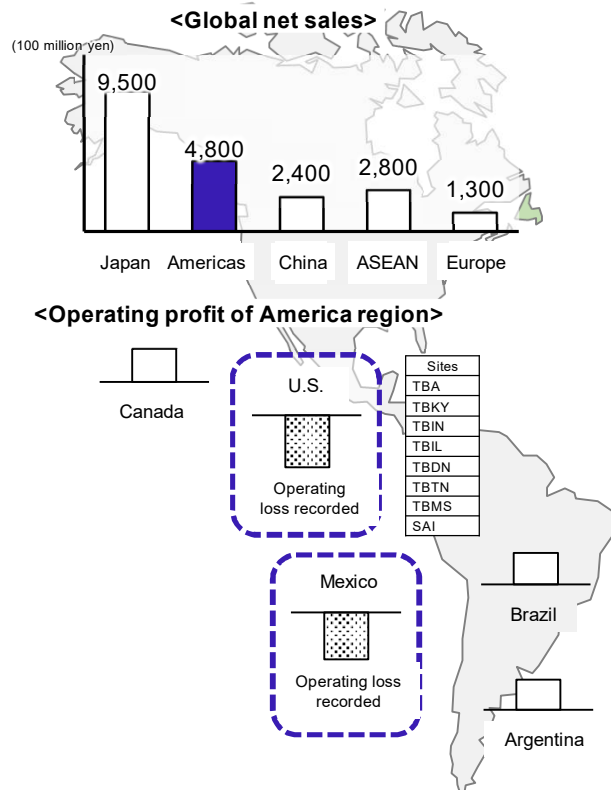 <Global net sales>
(100 million yen)
9,500
4,800
2,400
2,800
1,300
Japan
Americas
China
ASEAN
Europe
<Operating profit of America region>
Canada
U.S.
Operating
loss recorded
Sites
TBA
TBKY
TBIN
TBIL
TBDN
TBTN
TBMS
SAI
Mexico
Operating loss
recorded
Brazil
Argentina